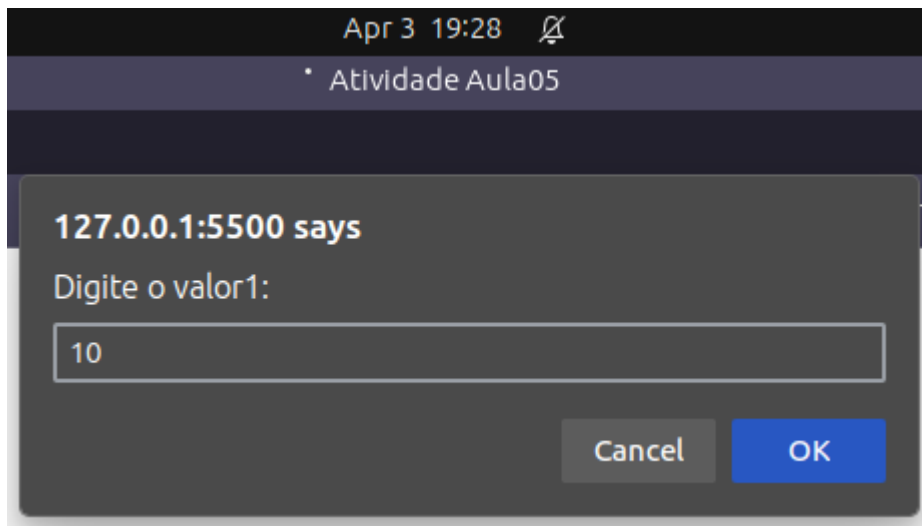 Apr 3 19:28
Atividade Aula05
127.0.0.1:5500 says
Digite o valor1:
10
Cancel OK